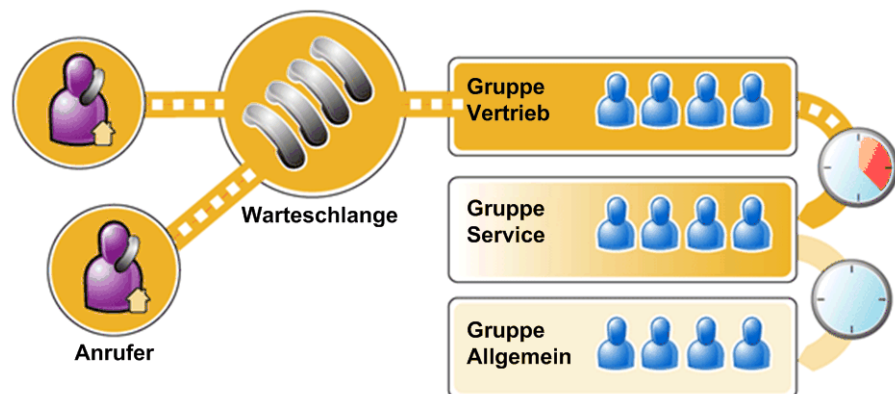 Gruppe
Vertrieb
Warteschlange
Gruppe
Service
Anrufer
Gruppe
Allgemein